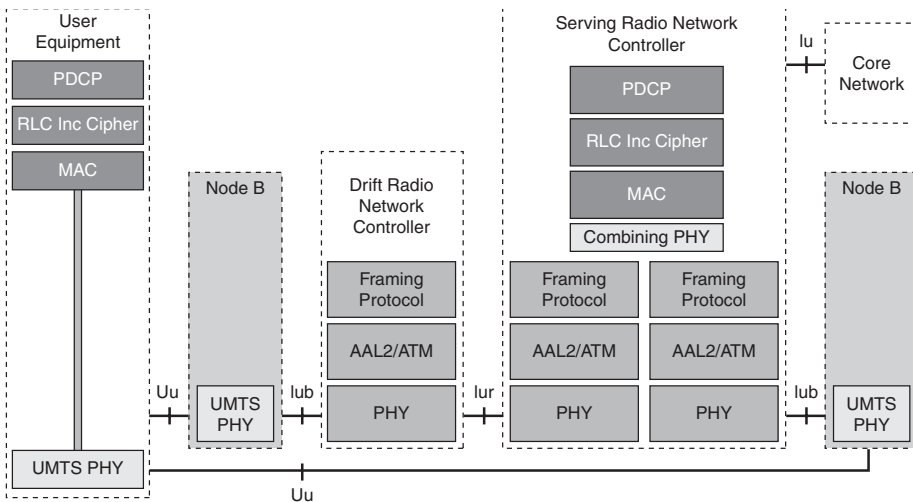 User
Equipment
PDCP
RLC Inc Cipher
MAC
UMTS PHY
Uu
Node B
UMTS
PHY
Iub
Drift Radio
Network
Controller
Framing
Protocol
AAL2/ATM
PHY
Iur
Serving Radio Network
Controller
PDCP
RLC Inc Cipher
MAC
Combining PHY
Framing
Protocol
AAL2/ATM
PHY
Framing
Protocol
AAL2/ATM
PHY
Iu
Core
Network
Iub
Node B
UMTS
PHY
Uu